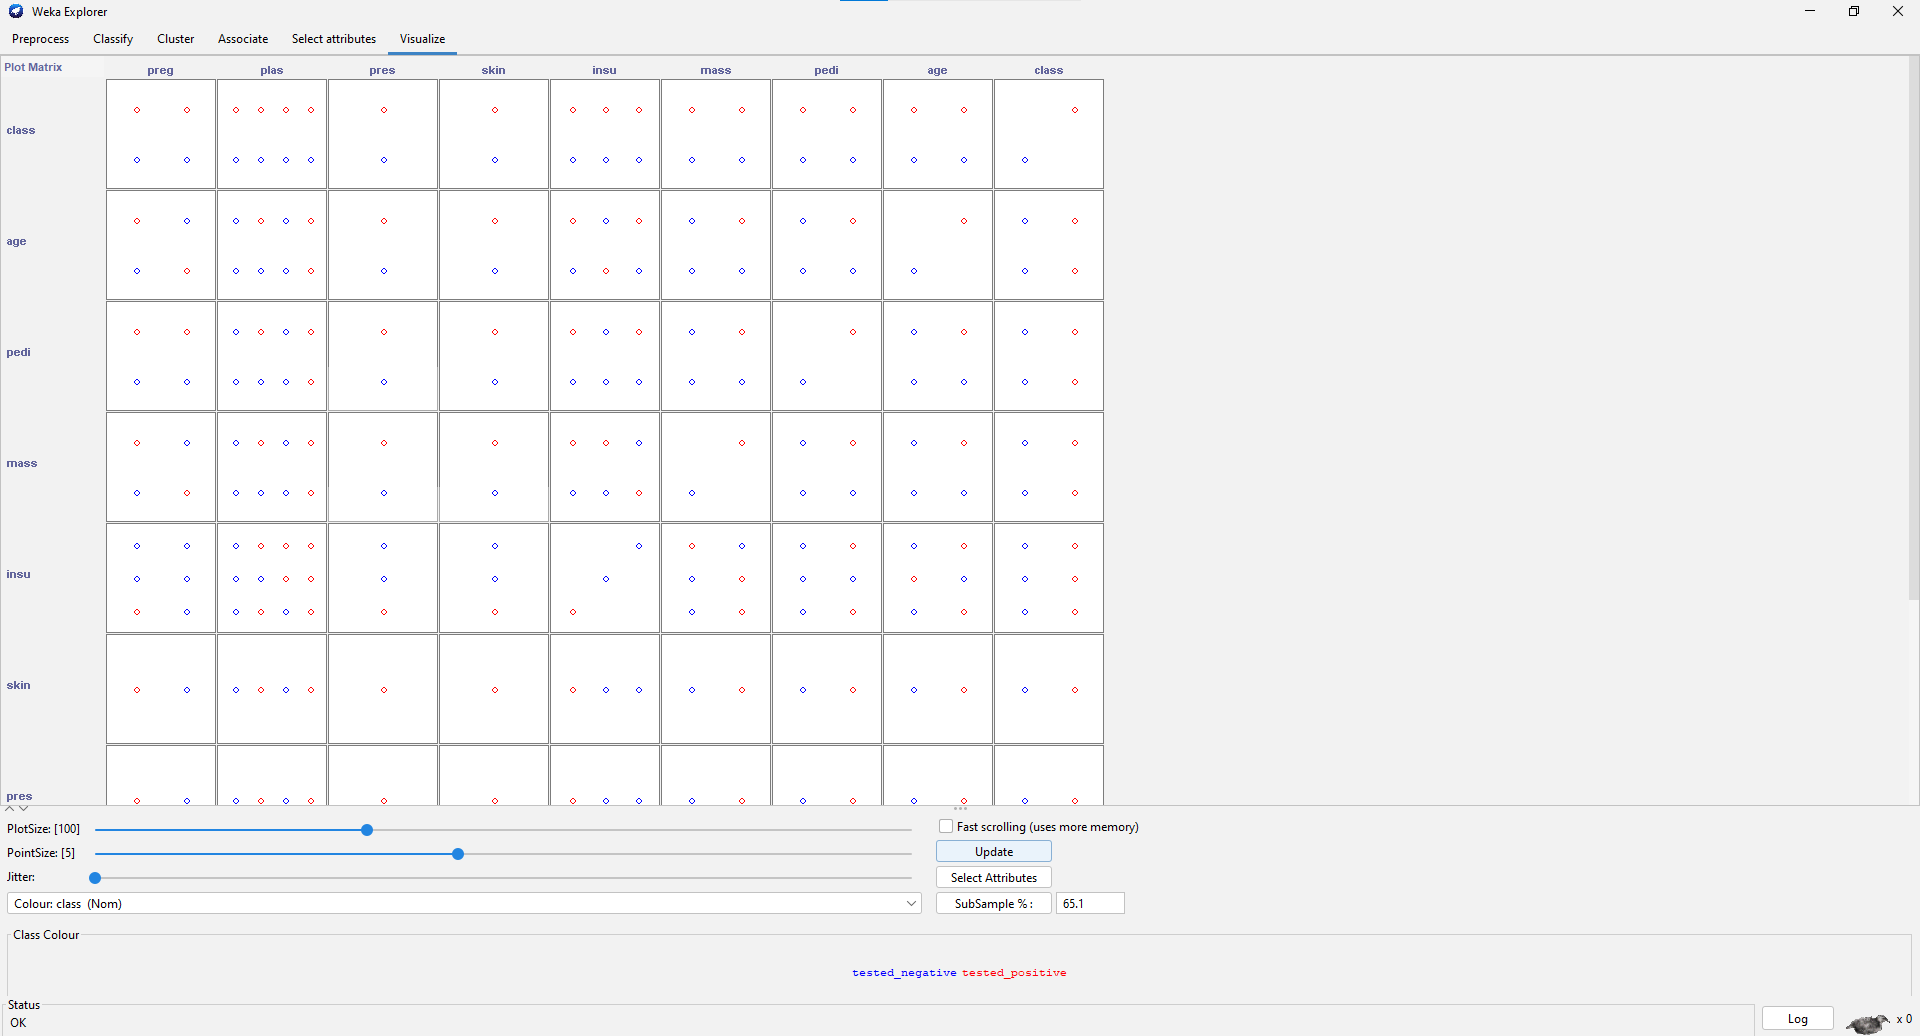 Weka Explorer
Preprocess Classify Cluster Associate Select attributes Visualize
Plot Matrix
preg plas pres skin insu mass pedi age class
class
age
pedi
mass
insu
skin
pres
PlotSize: [100]
Fast scrolling (uses more memory)
PointSize: [5]
Update
Jitter:
Select Attributes
Colour: class (Nom)
SubSample % :
65.1
Class Colour
tested_negative tested_positive
Status
OK
Log
x 0